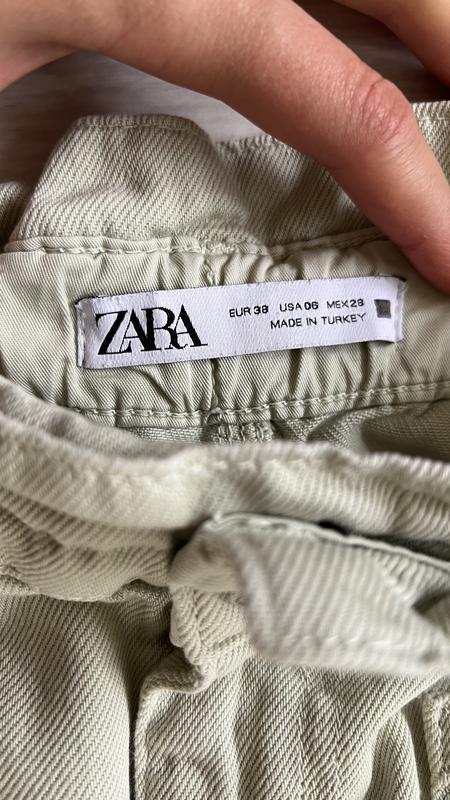 ZARA
EUR 38 USA 06 MEX 28
MADE IN TURKEY